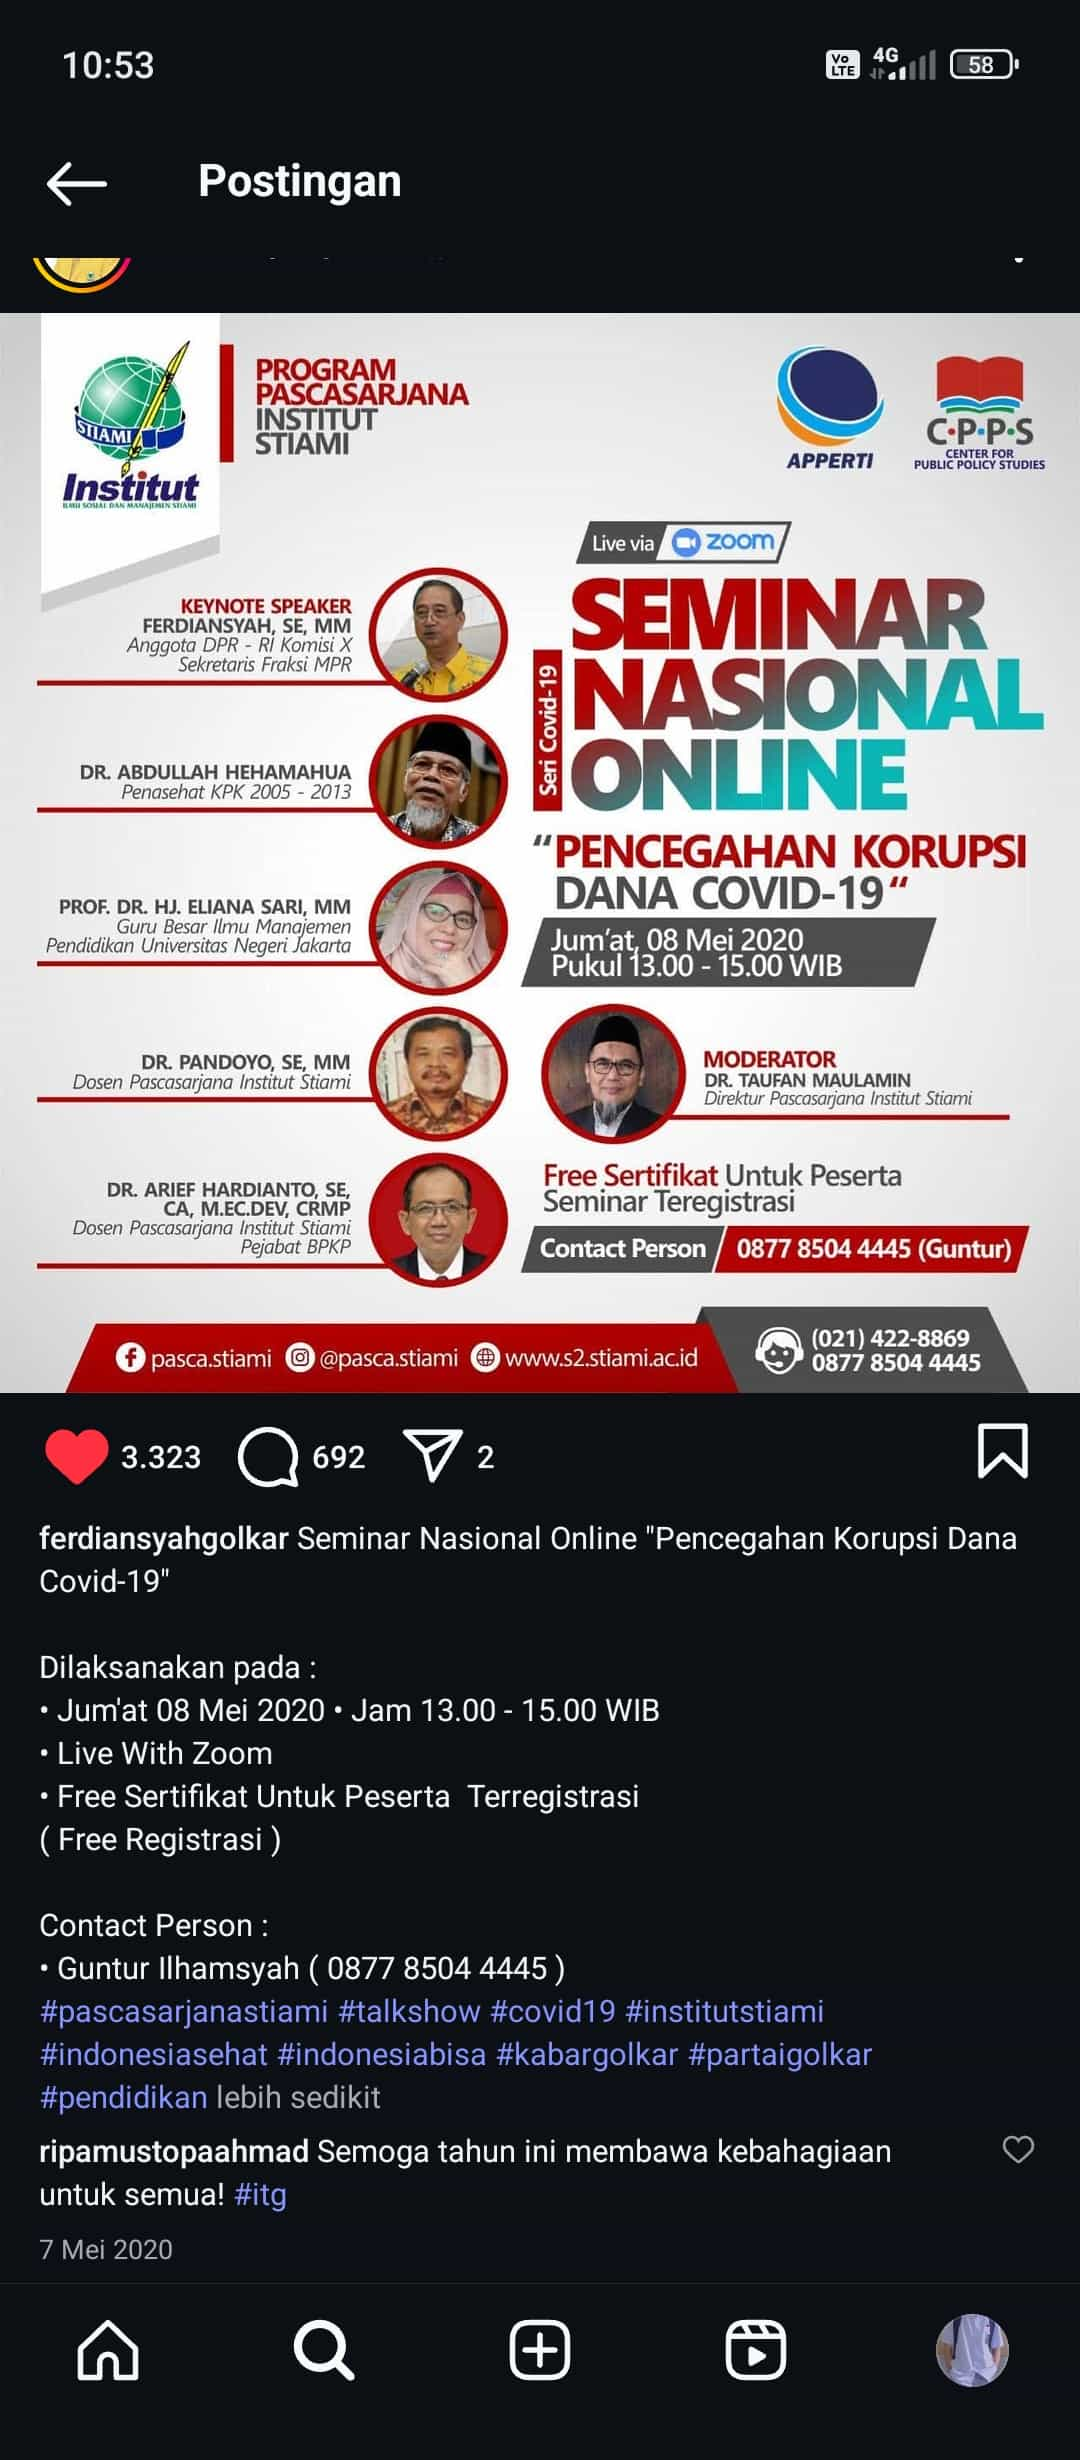 10:53
Vo LTE 4G 58
Postingan
STIAMI
Institut
ILMU SOSIAL DAN MANAJEMEN STIAMI
PROGRAM
PASCASARJANA
INSTITUT
STIAMI
APPERTI
C·P·P·S
CENTER FOR
PUBLIC POLICY STUDIES
Live via zoom
SEMINAR
NASIONAL
ONLINE
Seri Covid-19
"PENCEGAHAN KORUPSI
DANA COVID-19"
Jum'at, 08 Mei 2020
Pukul 13.00 - 15.00 WIB
KEYNOTE SPEAKER
FERDIANSYAH, SE, MM
Anggota DPR - RI Komisi X
Sekretaris Fraksi MPR
DR. ABDULLAH HEHAMAHUA
Penasehat KPK 2005 - 2013
PROF. DR. HJ. ELIANA SARI, MM
Guru Besar Ilmu Manajemen
Pendidikan Universitas Negeri Jakarta
DR. PANDOYO, SE, MM
Dosen Pascasarjana Institut Stiami
DR. ARIEF HARDIANTO, SE,
CA, M.EC.DEV, CRMP
Dosen Pascasarjana Institut Stiami
Pejabat BPKP
MODERATOR
DR. TAUFAN MAULAMIN
Direktur Pascasarjana Institut Stiami
Free Sertifikat Untuk Peserta
Seminar Teregistrasi
Contact Person 0877 8504 4445 (Guntur)
pasca.stiami @pasca.stiami www.s2.stiami.ac.id
(021) 422-8869
0877 8504 4445
3.323 692 2
ferdiansyahgolkar Seminar Nasional Online "Pencegahan Korupsi Dana
Covid-19"
Dilaksanakan pada :
• Jum'at 08 Mei 2020 • Jam 13.00 - 15.00 WIB
• Live With Zoom
• Free Sertifikat Untuk Peserta  Terregistrasi
( Free Registrasi )
Contact Person :
• Guntur Ilhamsyah ( 0877 8504 4445 )
#pascasarjanastiami #talkshow #covid19 #institutstiami
#indonesiasehat #indonesiabisa #kabargolkar #partaigolkar
#pendidikan lebih sedikit
ripamustopaahmad Semoga tahun ini membawa kebahagiaan
untuk semua! #itg
7 Mei 2020